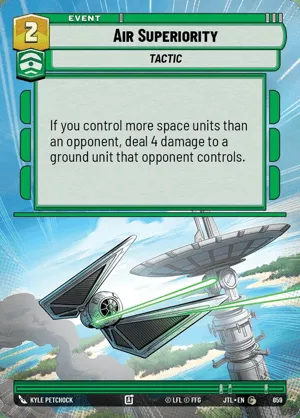 EVENT
2
AIR SUPERIORITY
TACTIC
If you control more space units than
an opponent, deal 4 damage to a
ground unit that opponent controls.
KYLE PETCHOCK
© LFL © FFG
JTL • EN
859